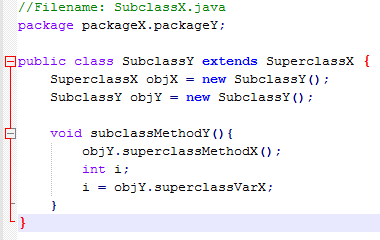 //Filename: SubclassX.java
package packageX.packageY;
public class SubclassY extends SuperclassX {
SuperclassX objX = new SubclassY();
SubclassY objY = new SubclassY();
void subclassMethodY(){
objY.superclassMethodX();
int i;
i = objY.superclassVarX;
}
}